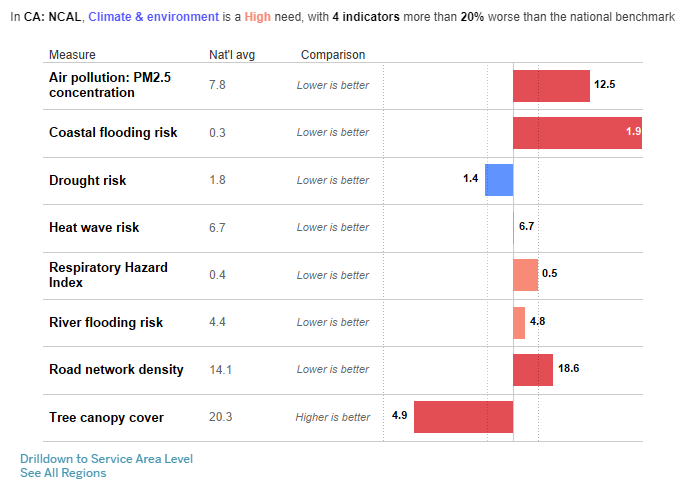 In CA: NCAL, Climate & environment is a High need, with 4 indicators more than 20% worse than the national benchmark
Measure Nat'l avg Comparison
Air pollution: PM2.5
concentration 7.8 Lower is better 12.5
Coastal flooding risk 0.3 Lower is better 1.9
Drought risk 1.8 Lower is better 1.4
Heat wave risk 6.7 Lower is better 6.7
Respiratory Hazard
Index 0.4 Lower is better 0.5
River flooding risk 4.4 Lower is better 4.8
Road network density 14.1 Lower is better 18.6
Tree canopy cover 20.3 Higher is better 4.9
Drilldown to Service Area Level
See All Regions